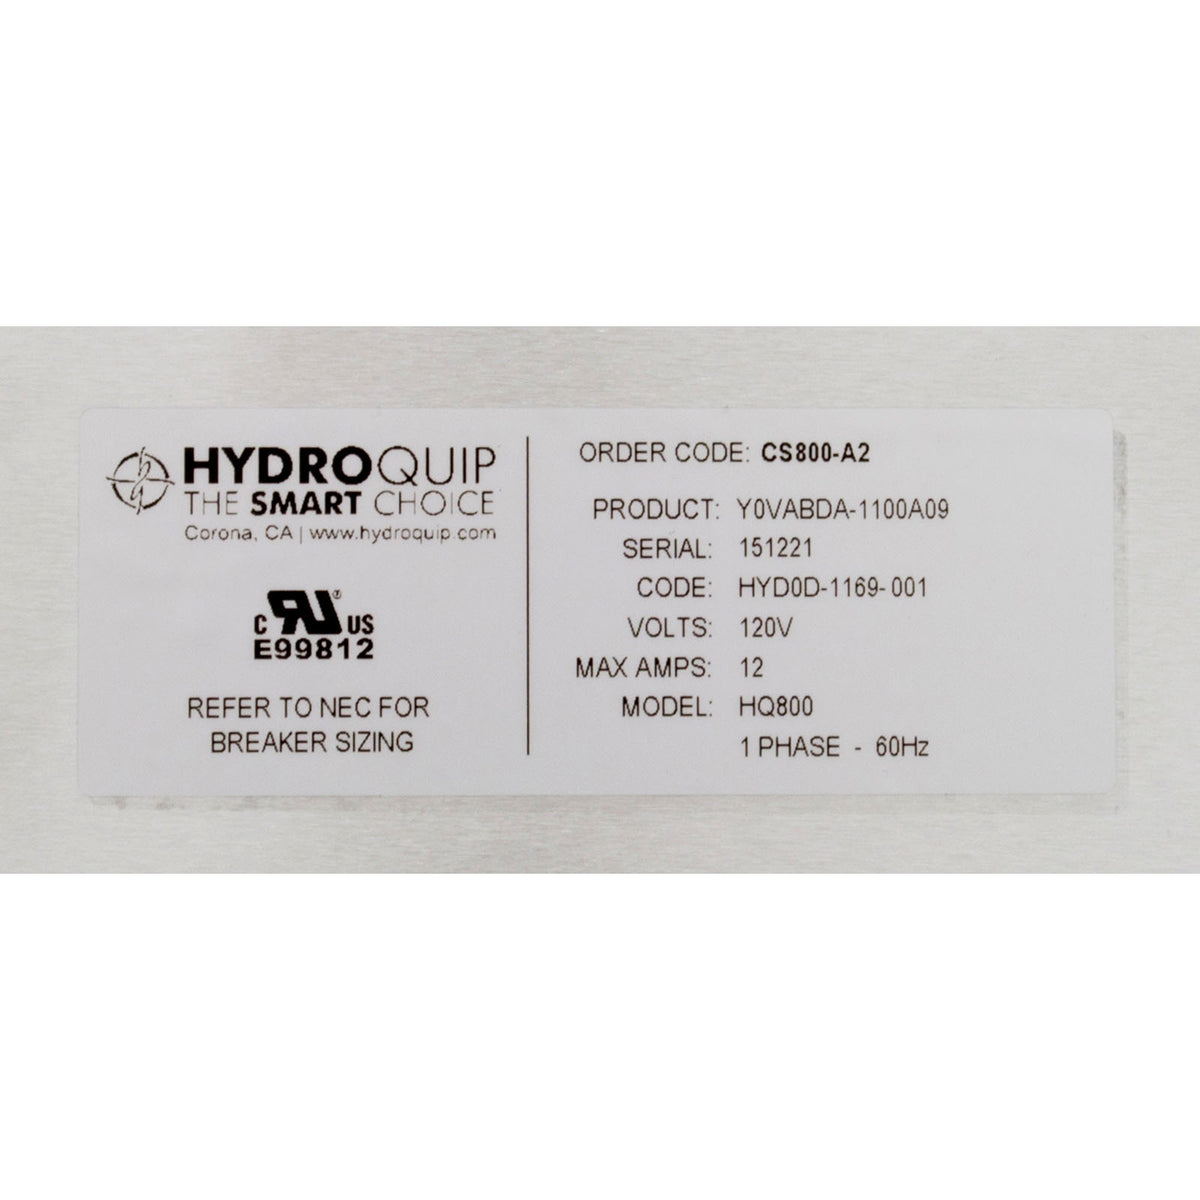 HYDROQUIP
THE SMART CHOICE
Corona, CA | www.hydroquip.com
C RU® US
E99812
REFER TO NEC FOR
BREAKER SIZING
ORDER CODE: CS800-A2
PRODUCT: Y0VABDA-1100A09
SERIAL: 151221
CODE: HYD0D-1169-001
VOLTS: 120V
MAX AMPS: 12
MODEL: HQ800
1 PHASE - 60Hz